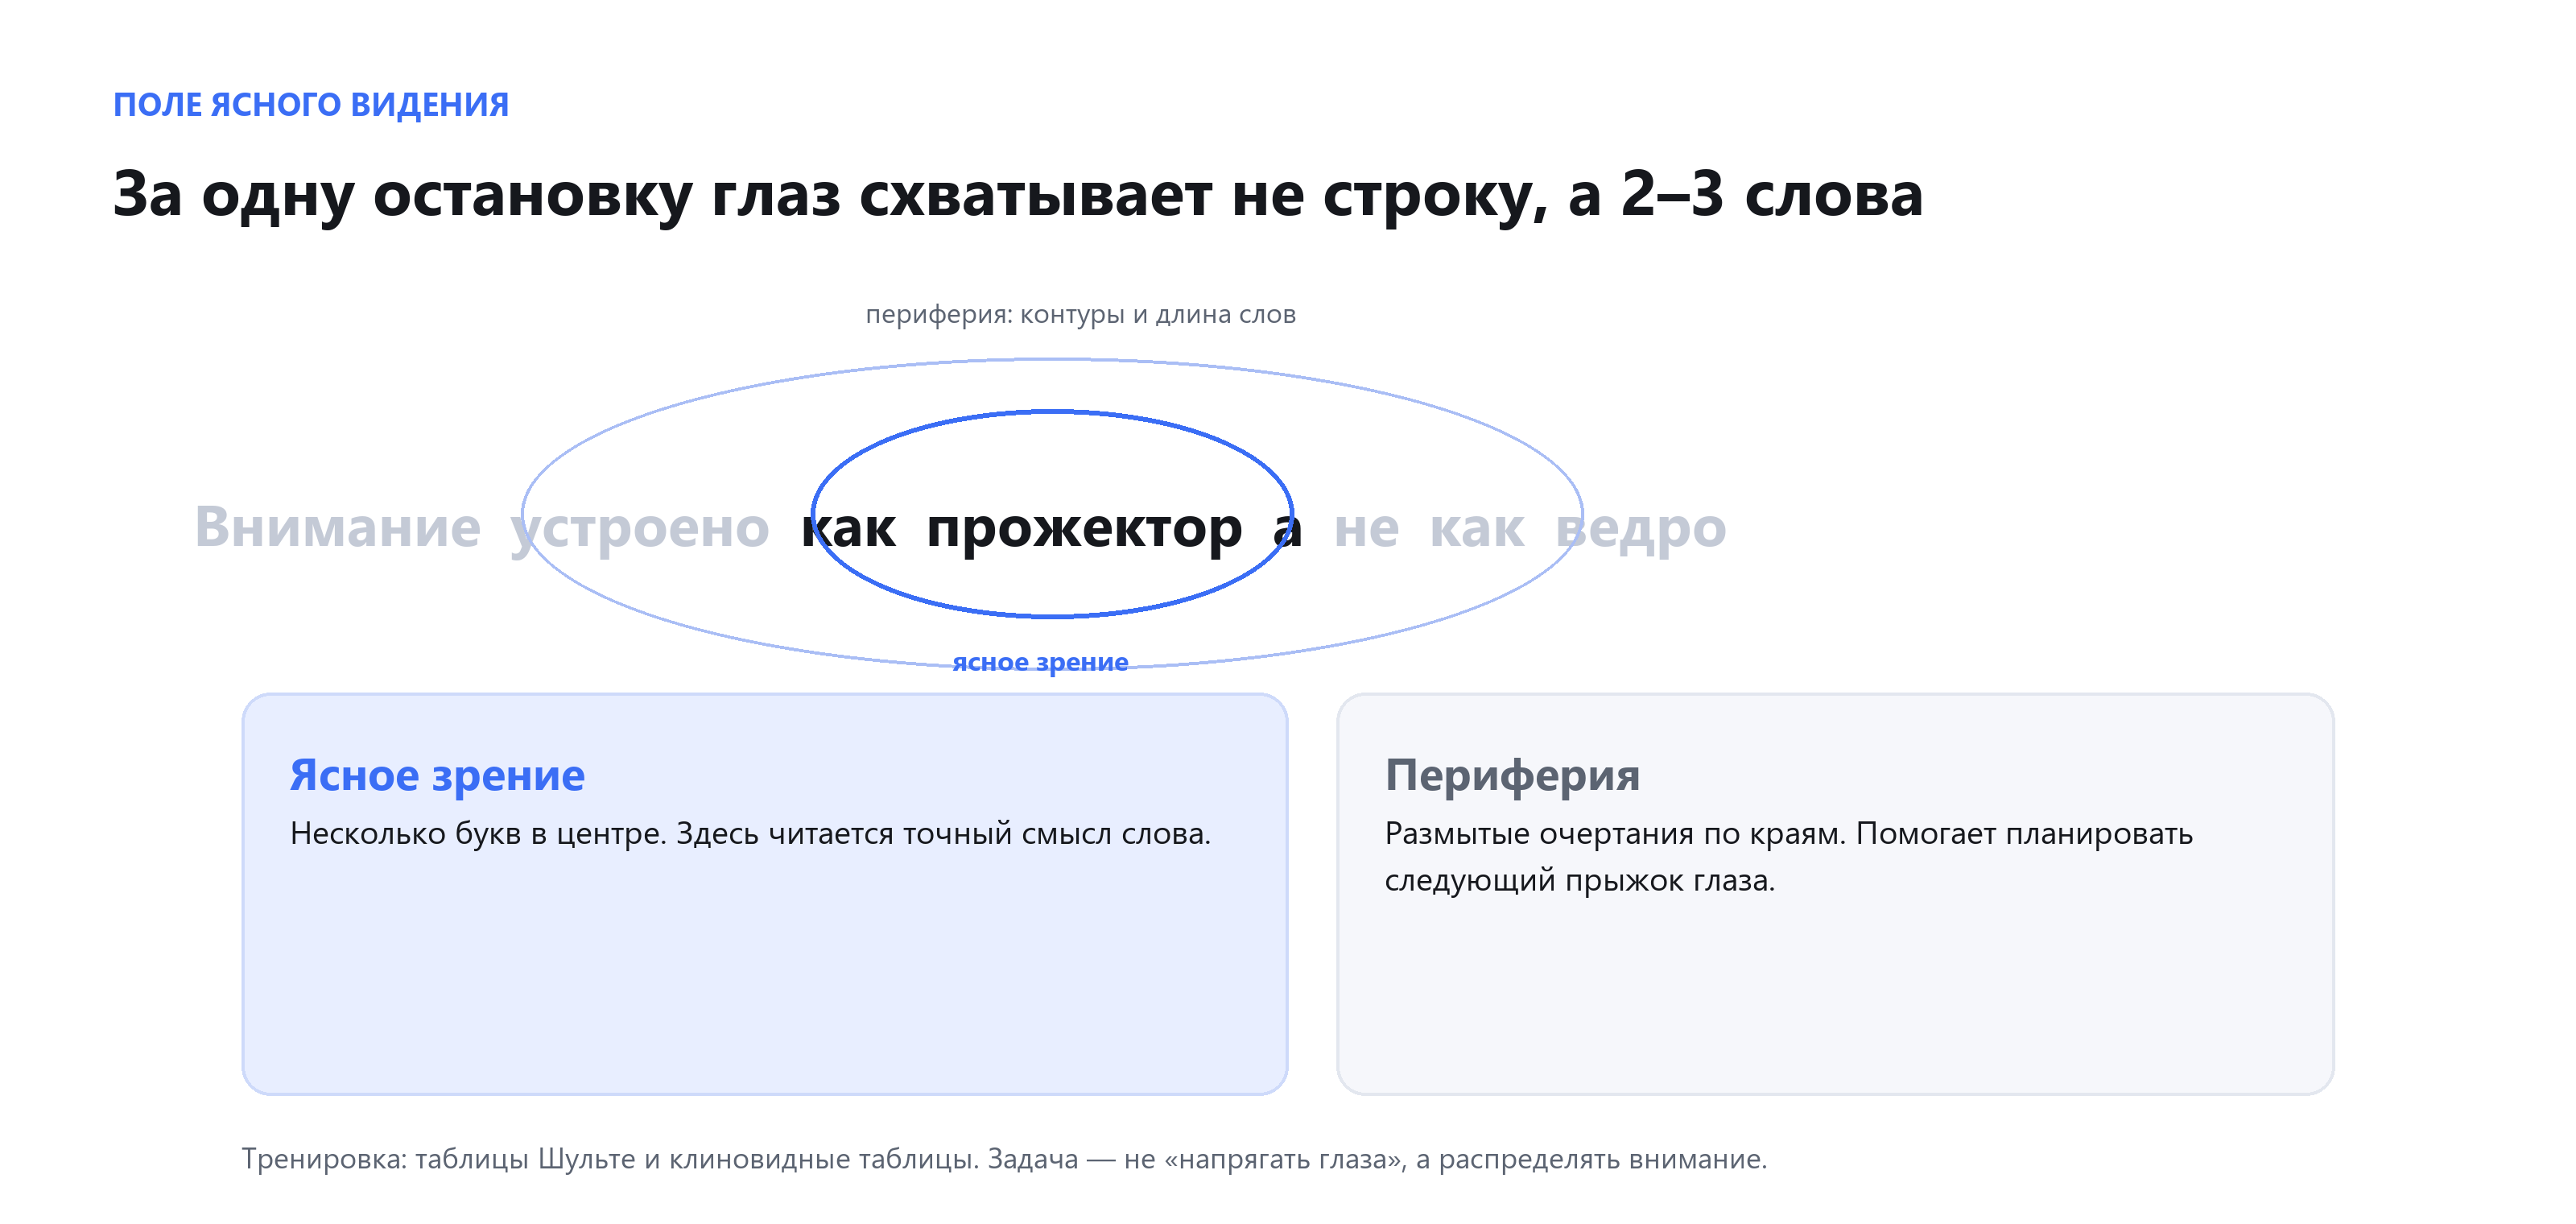 ПОЛЕ ЯСНОГО ВИДЕНИЯ
За одну остановку глаз схватывает не строку, а 2–3 слова
периферия: контуры и длина слов
Внимание устроено как прожектор а не как ведро
ясное зрение
Ясное зрение
Несколько букв в центре. Здесь читается точный смысл слова.
Периферия
Размытые очертания по краям. Помогает планировать
следующий прыжок глаза.
Тренировка: таблицы Шульте и клиновидные таблицы. Задача — не «напрягать глаза», а распределять внимание.